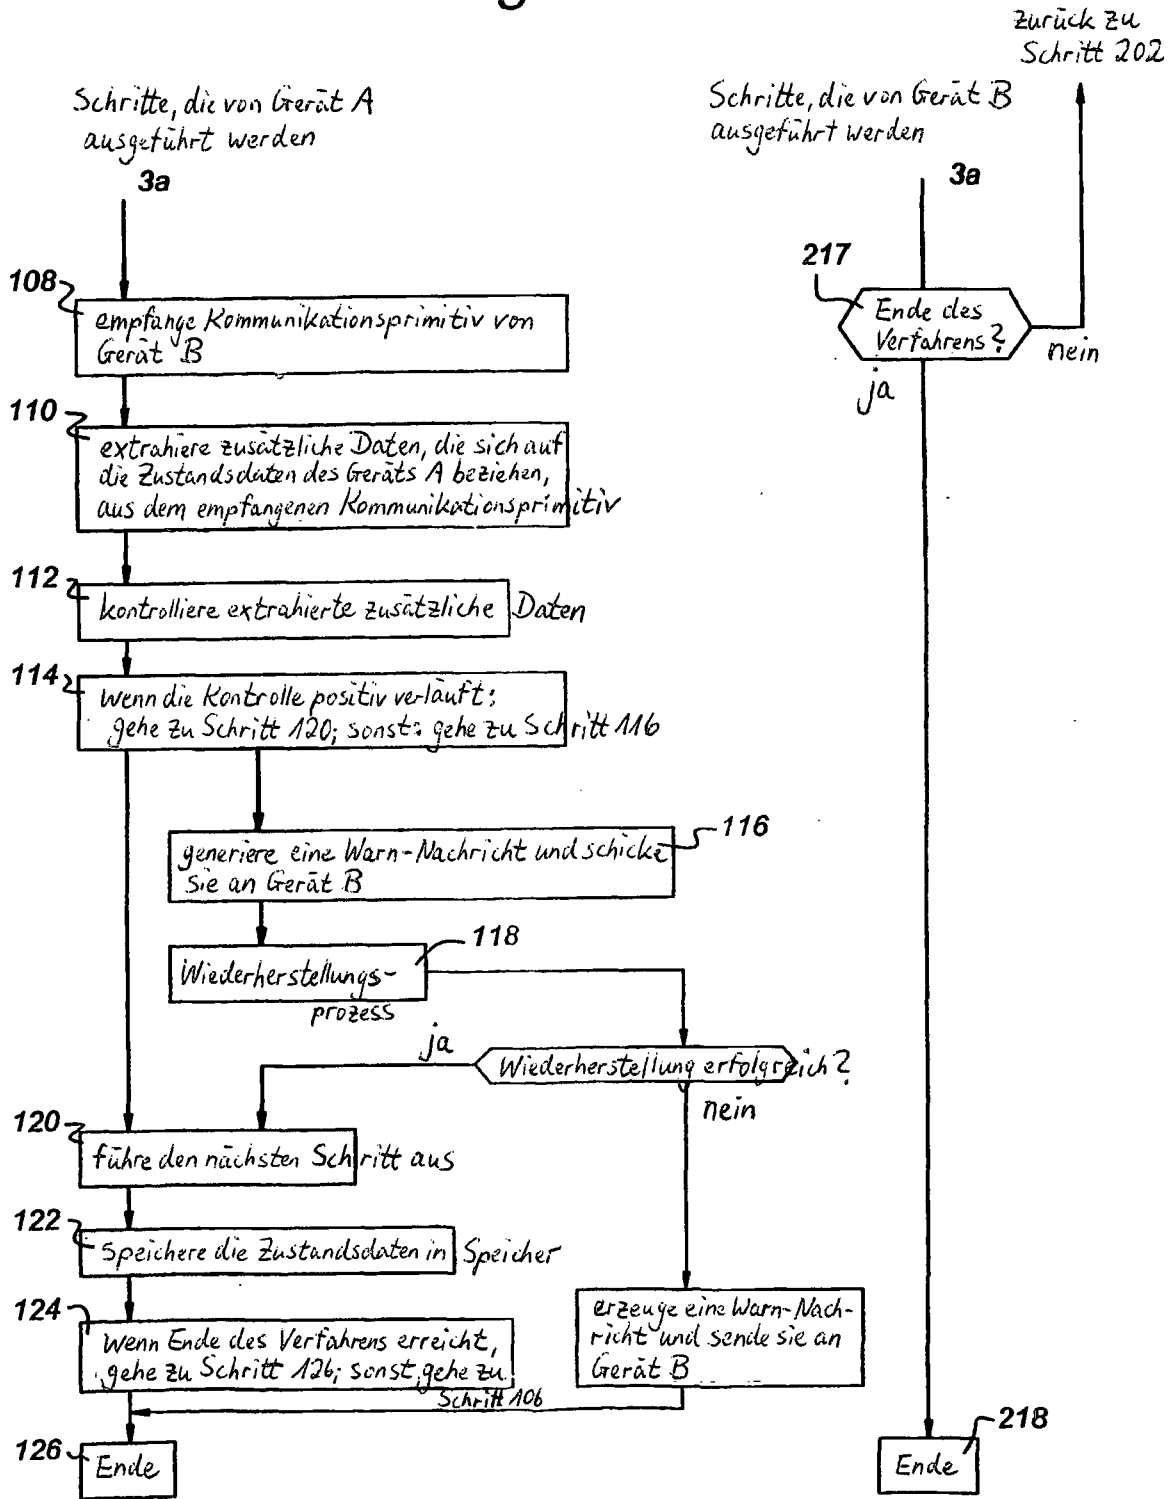 zurück zu
Schritt 202
Schritte, die von Gerät A
ausgeführt werden
3a
Schritte, die von Gerät B
ausgeführt werden
3a
217
Ende des
Verfahrens?
nein
ja
108
empfange Kommunikationsprimitiv von
Gerät B
110
extrahiere zusätzliche Daten, die sich auf
die Zustandsdaten des Geräts A beziehen,
aus dem empfangenen Kommunikationsprimitiv
112
kontrolliere extrahierte zusätzliche Daten
114
wenn die Kontrolle positiv verläuft:
gehe zu Schritt 120; sonst: gehe zu Schritt 116
116
generiere eine Warn-Nachricht und schicke
sie an Gerät B
118
Wiederherstellungs-
prozess
ja
Wiederherstellung erfolgreich?
nein
120
führe den nächsten Schritt aus
122
speichere die Zustandsdaten in Speicher
124
wenn Ende des Verfahrens erreicht,
gehe zu Schritt 126; sonst gehe zu
Schritt 106
erzeuge eine Warn-Nach-
richt und sende sie an
Gerät B
126
Ende
218
Ende